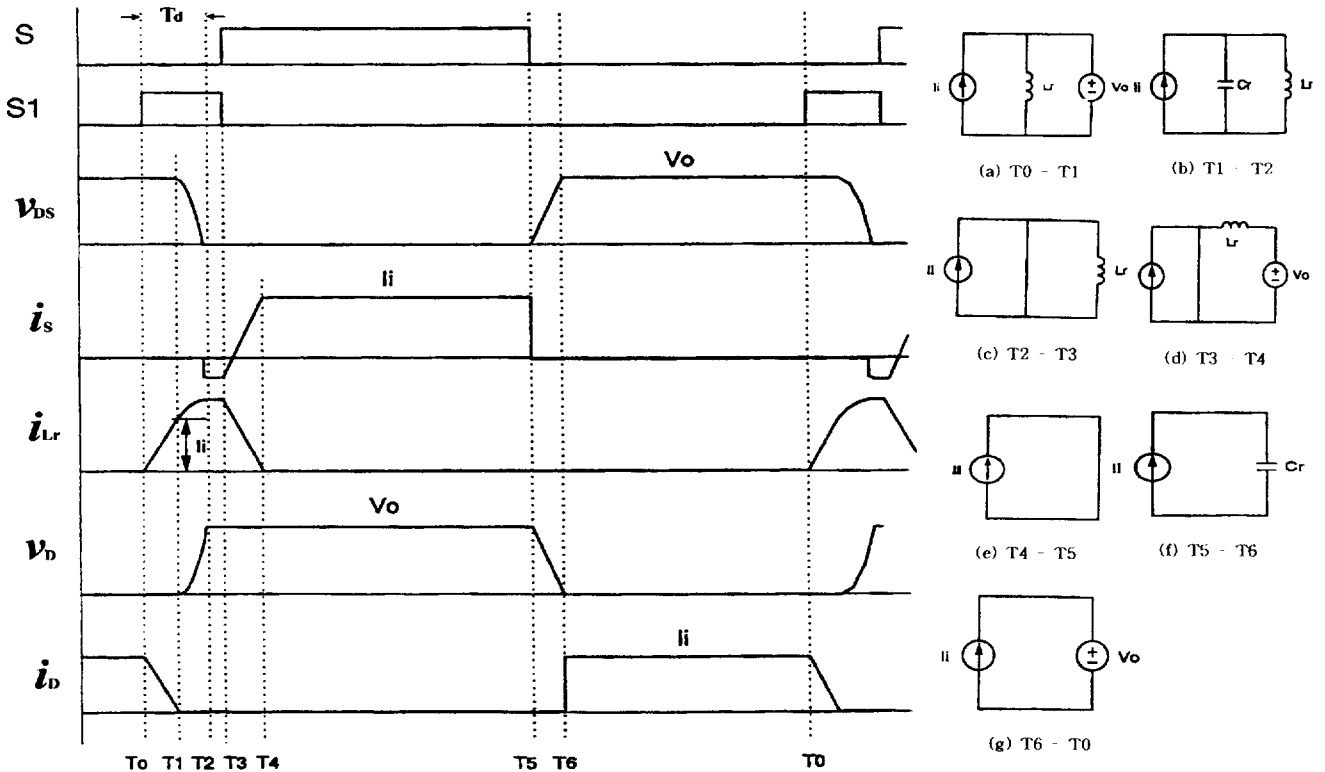 Td
S
S1
Vo
vDS
Ii
iS
iLr
Ii
Vo
vD
Ii
iD
To T1 T2 T3 T4 T5 T6 T0
Ii Lr Vo
(a) T0 - T1
Ii Cr Lr
(b) T1 - T2
Ii Lr
(c) T2 - T3
Lr Vo
(d) T3 - T4
Ii
(e) T4 - T5
Ii Cr
(f) T5 - T6
Ii Vo
(g) T6 - T0